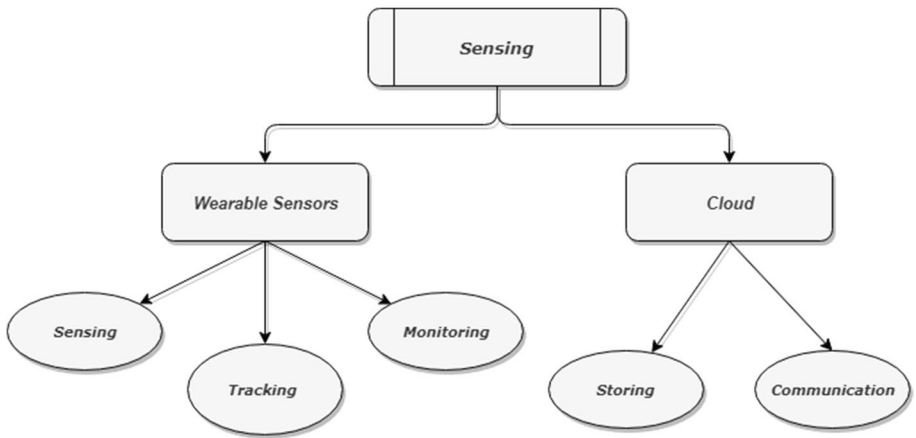 Sensing
Wearable Sensors
Cloud
Sensing
Monitoring
Tracking
Storing
Communication